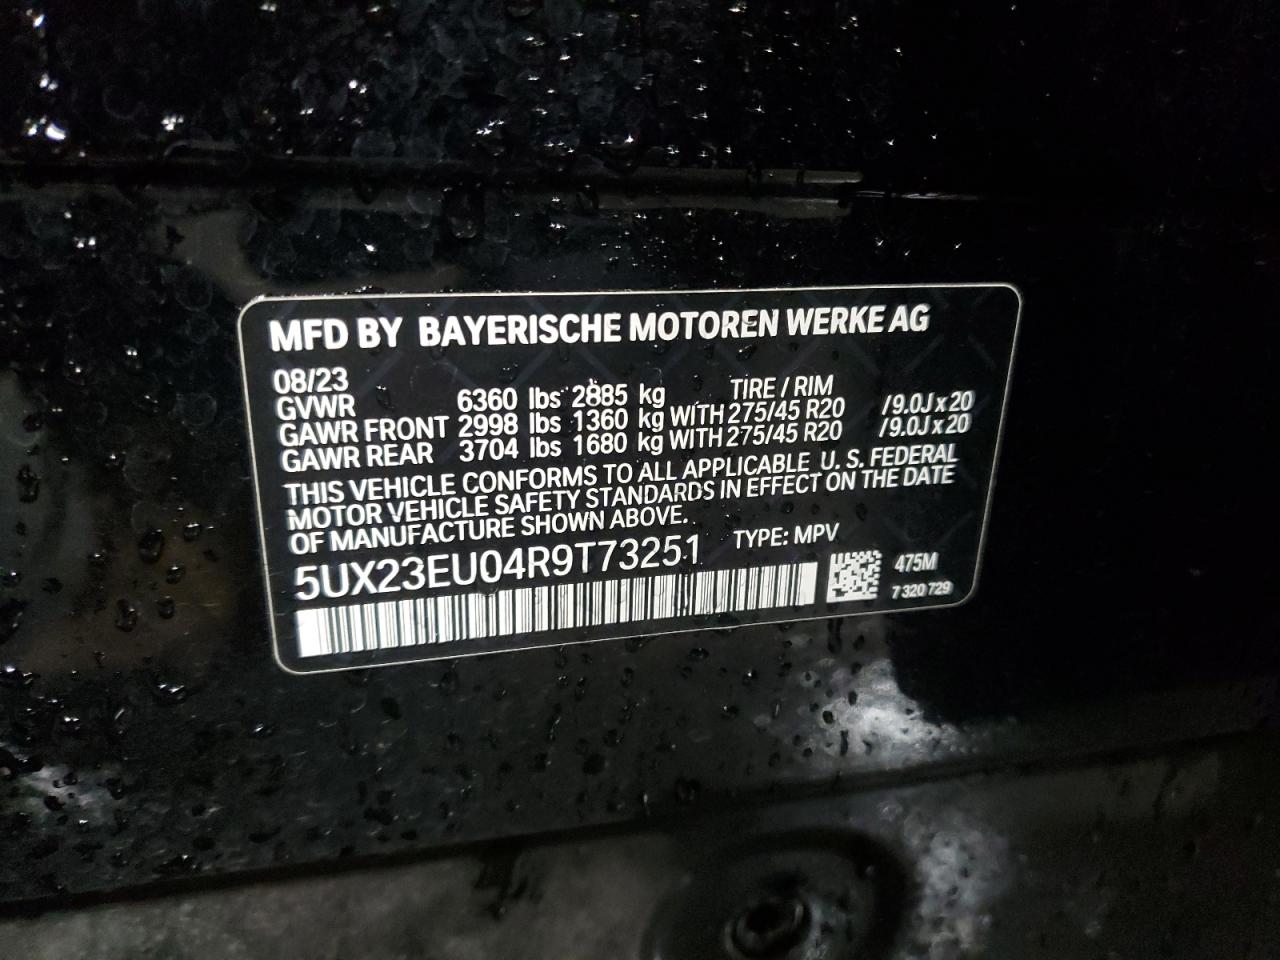 MFD BY BAYERISCHE MOTOREN WERKE AG
08/23
GVWR 6360 lbs 2885 kg TIRE / RIM
GAWR FRONT 2998 lbs 1360 kg WITH 275/45 R20 / 9.0J x 20
GAWR REAR 3704 lbs 1680 kg WITH 275/45 R20 / 9.0J x 20
THIS VEHICLE CONFORMS TO ALL APPLICABLE U. S. FEDERAL
MOTOR VEHICLE SAFETY STANDARDS IN EFFECT ON THE DATE
OF MANUFACTURE SHOWN ABOVE.
5UX23EU04R9T73251 TYPE: MPV
475M
7 320 729